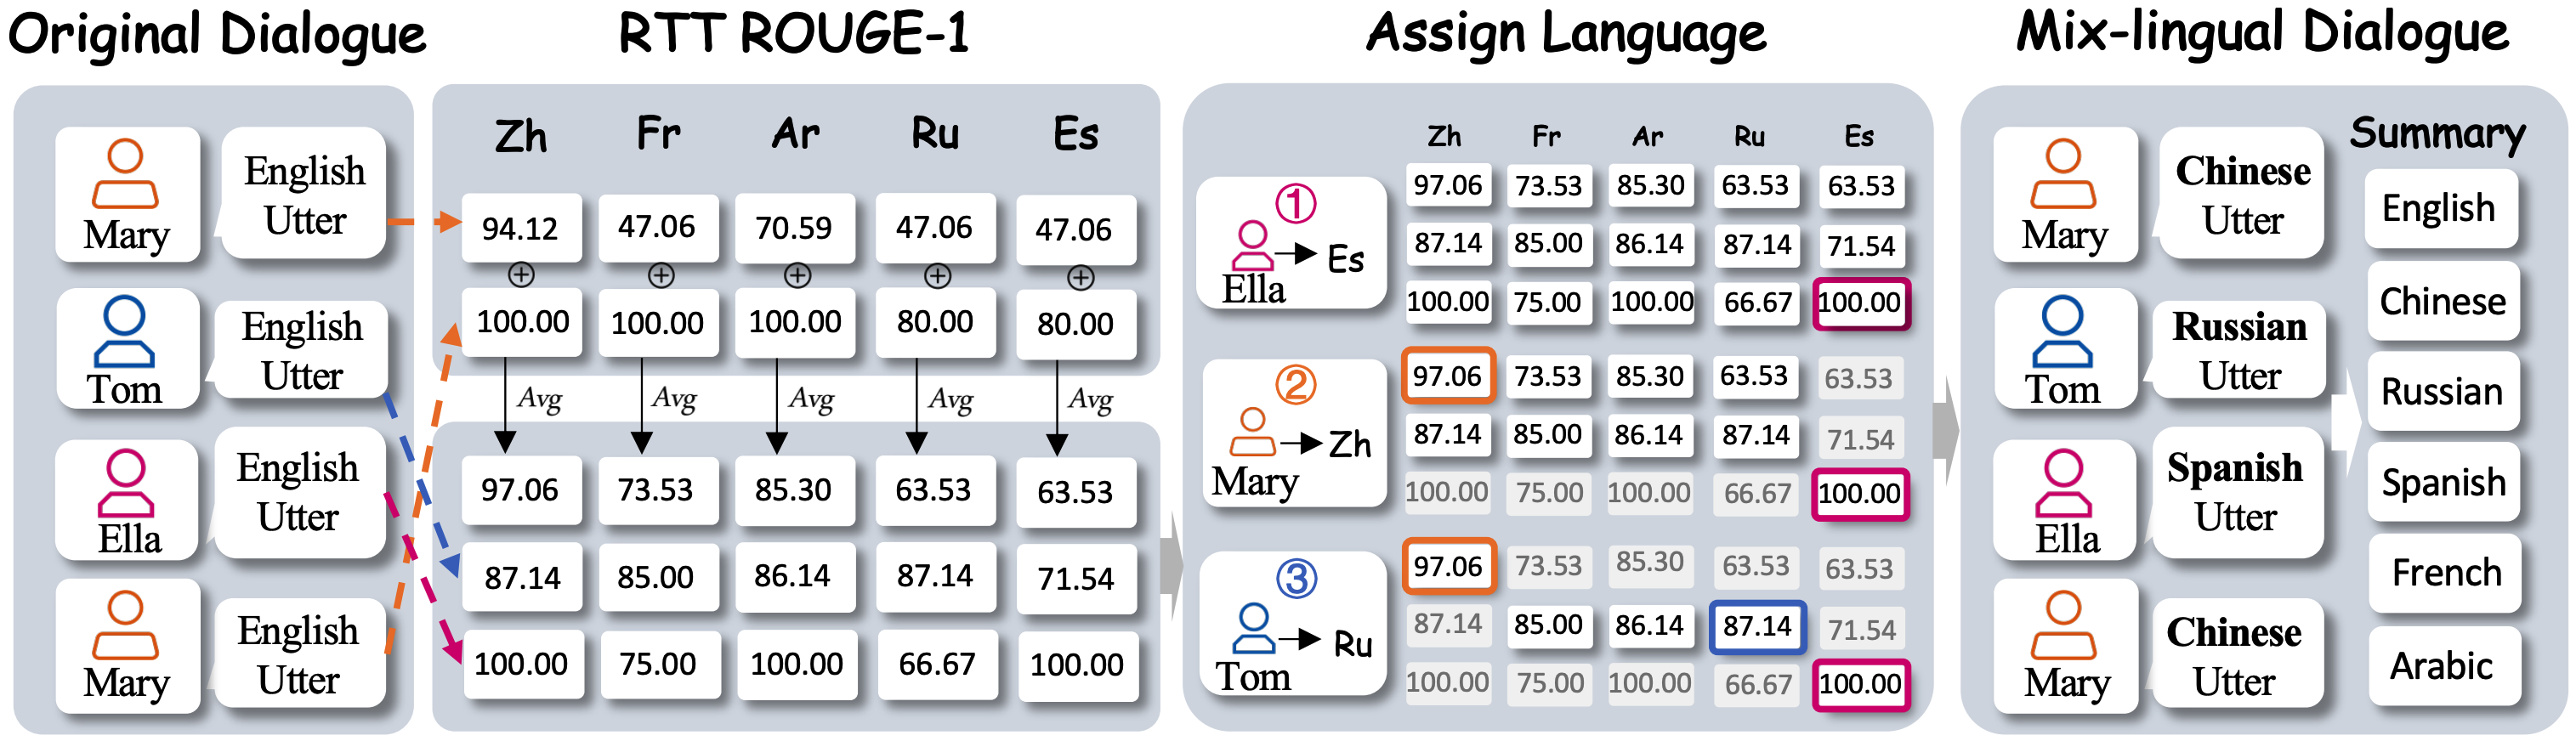 Original Dialogue
RTT ROUGE-1
Assign Language
Mix-lingual Dialogue
Mary
English
Utter
Tom
English
Utter
Ella
English
Utter
Mary
English
Utter
Zh Fr Ar Ru Es
94.12 47.06 70.59 47.06 47.06
100.00 100.00 100.00 80.00 80.00
Avg Avg Avg Avg Avg
97.06 73.53 85.30 63.53 63.53
87.14 85.00 86.14 87.14 71.54
100.00 75.00 100.00 66.67 100.00
Zh Fr Ar Ru Es
①
Ella
Es
97.06 73.53 85.30 63.53 63.53
87.14 85.00 86.14 87.14 71.54
100.00 75.00 100.00 66.67 100.00
②
Mary
Zh
97.06 73.53 85.30 63.53 63.53
87.14 85.00 86.14 87.14 71.54
100.00 75.00 100.00 66.67 100.00
③
Tom
Ru
97.06 73.53 85.30 63.53 63.53
87.14 85.00 86.14 87.14 71.54
100.00 75.00 100.00 66.67 100.00
Mary
Chinese
Utter
Tom
Russian
Utter
Ella
Spanish
Utter
Mary
Chinese
Utter
Summary
English
Chinese
Russian
Spanish
French
Arabic